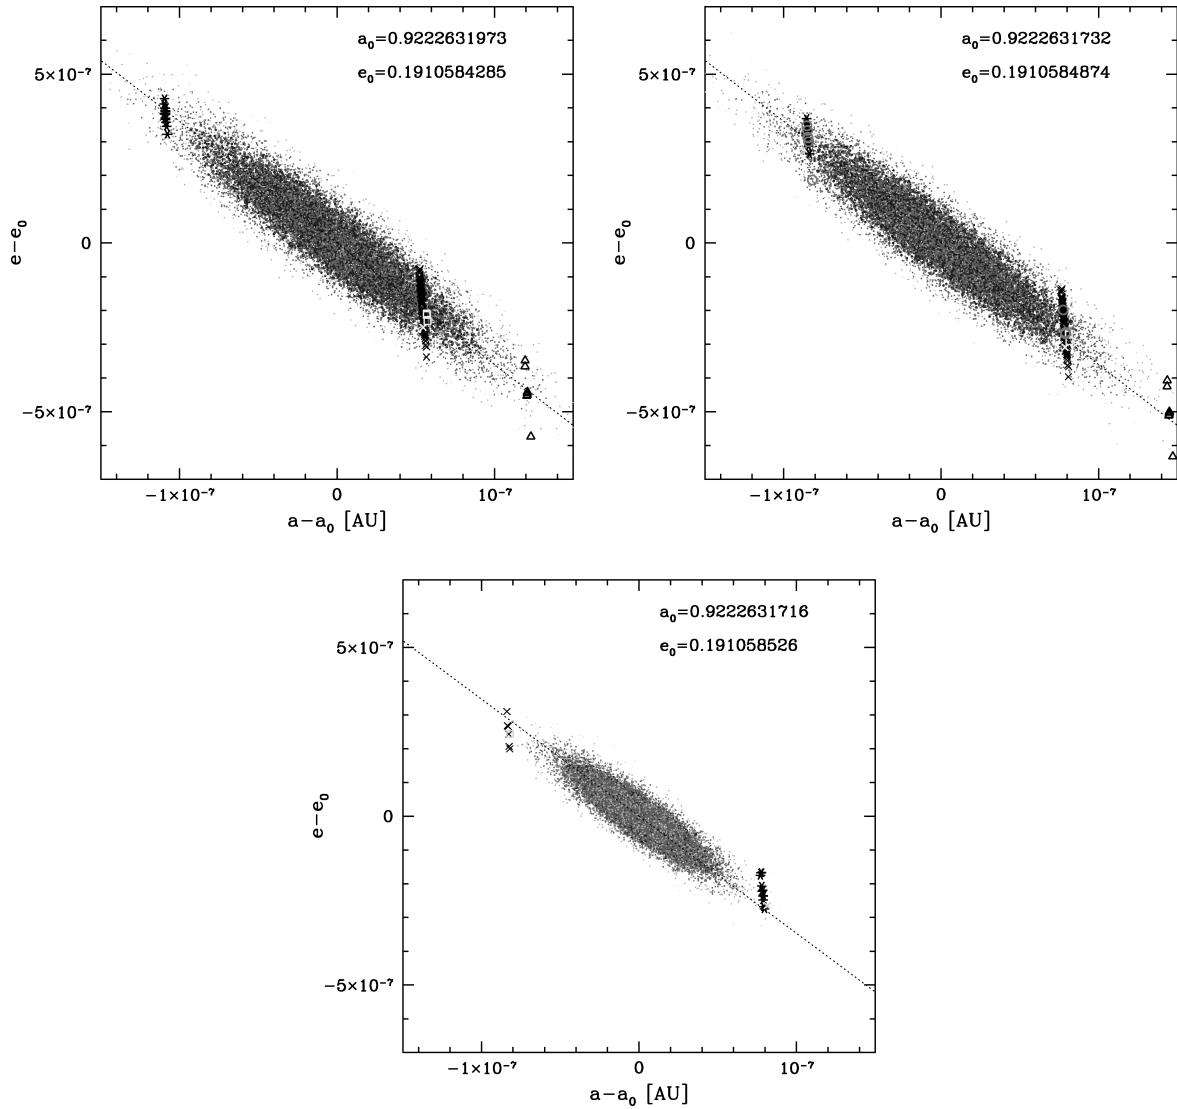 a₀=0.9222631973
e₀=0.1910584285
5×10⁻⁷
0
−5×10⁻⁷
e−e₀
−1×10⁻⁷
0
10⁻⁷
a−a₀ [AU]
a₀=0.9222631732
e₀=0.1910584874
5×10⁻⁷
0
−5×10⁻⁷
e−e₀
−1×10⁻⁷
0
10⁻⁷
a−a₀ [AU]
a₀=0.9222631716
e₀=0.191058526
5×10⁻⁷
0
−5×10⁻⁷
e−e₀
−1×10⁻⁷
0
10⁻⁷
a−a₀ [AU]